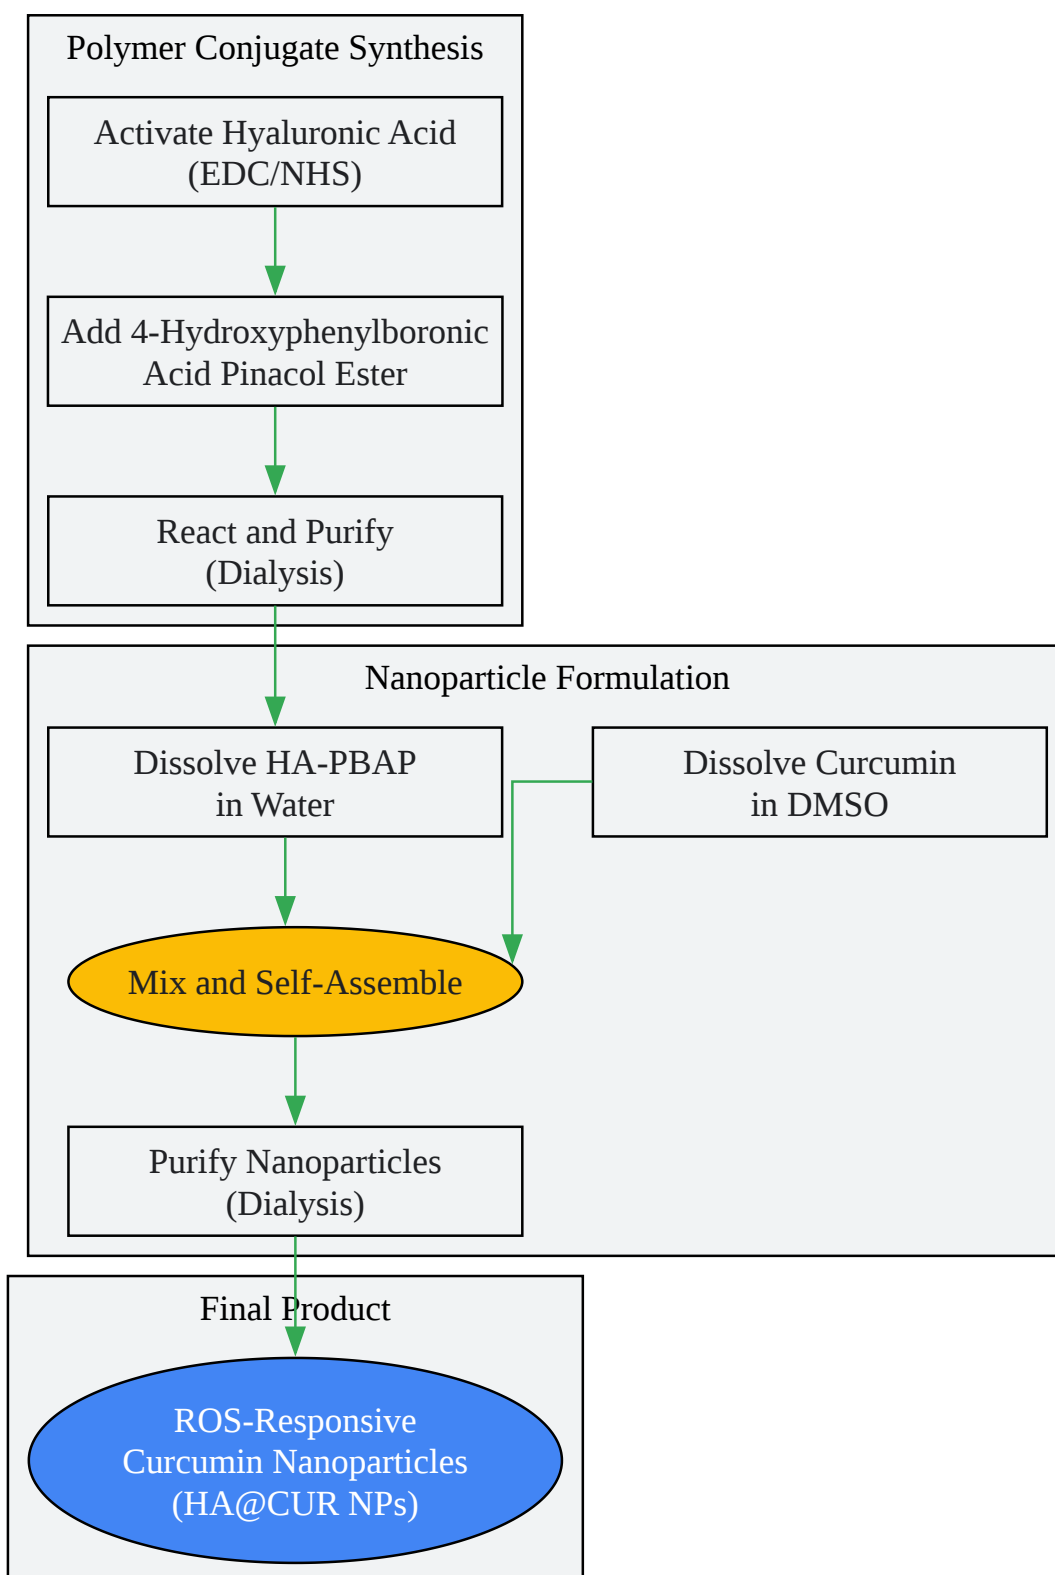 Polymer Conjugate Synthesis
Activate Hyaluronic Acid
(EDC/NHS)
Add 4-Hydroxyphenylboronic
Acid Pinacol Ester
React and Purify
(Dialysis)
Nanoparticle Formulation
Dissolve HA-PBAP
in Water
Dissolve Curcumin
in DMSO
Mix and Self-Assemble
Purify Nanoparticles
(Dialysis)
Final Product
ROS-Responsive
Curcumin Nanoparticles
(HA@CUR NPs)